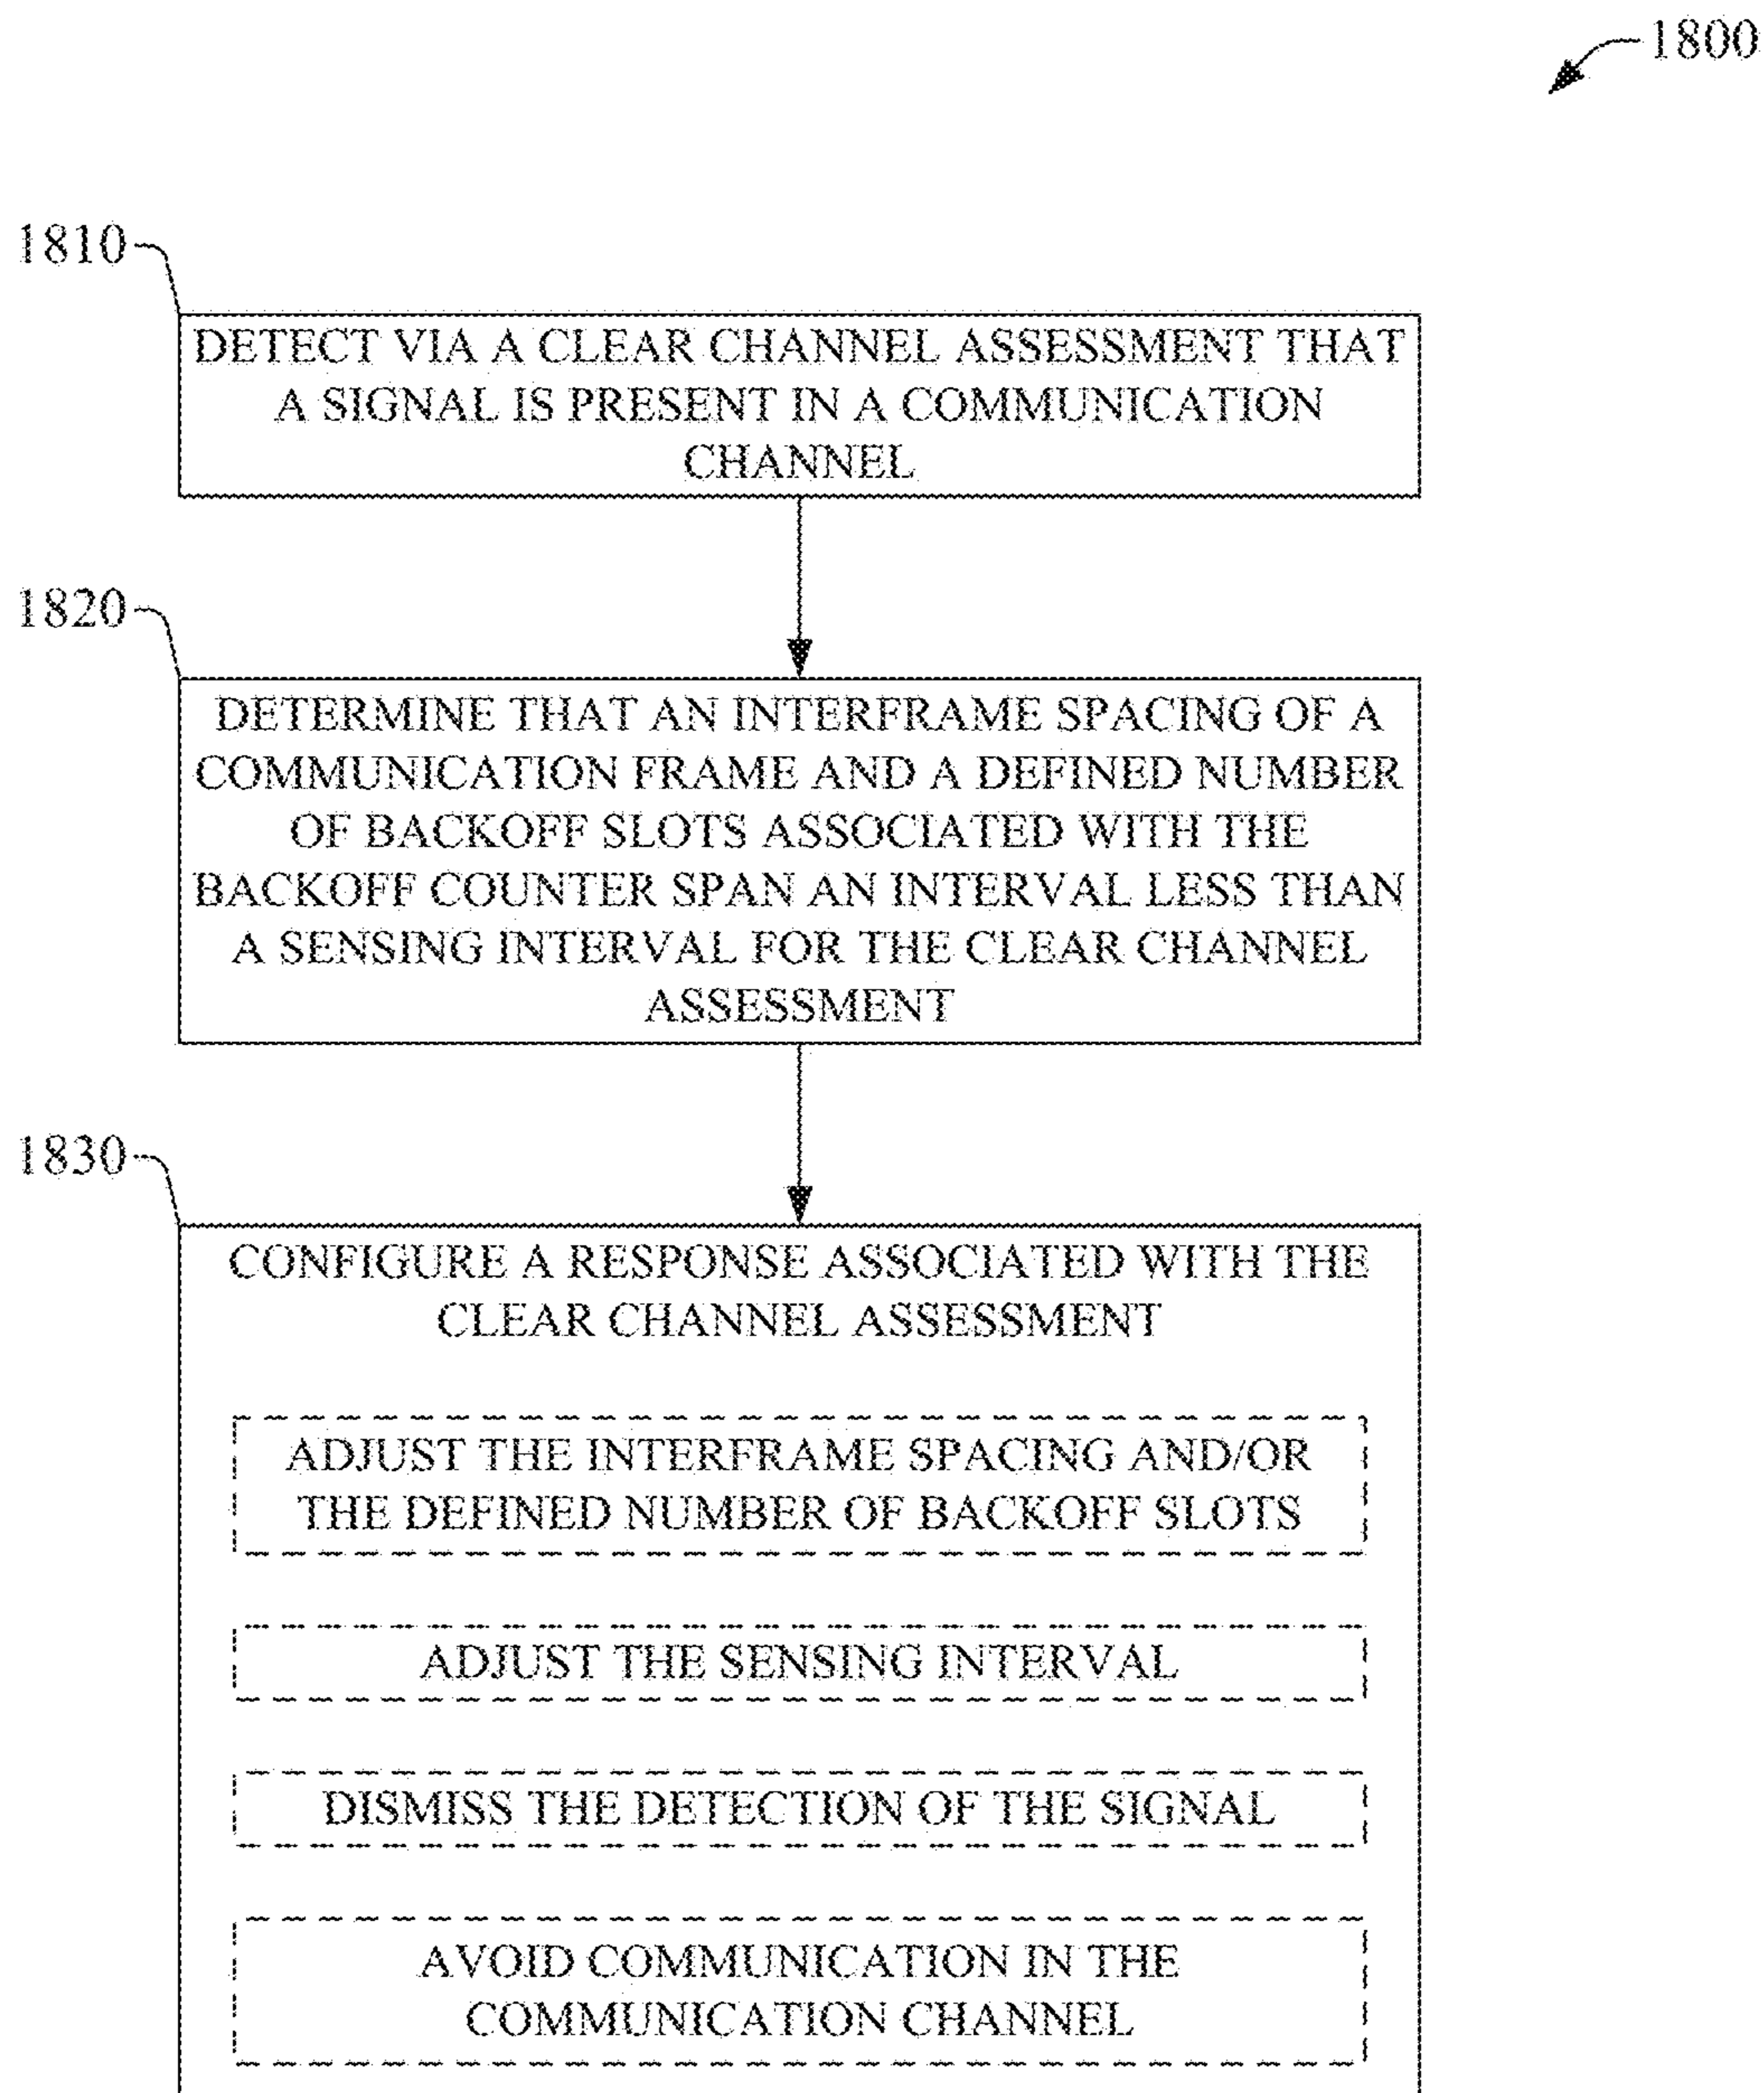 1800
1810
DETECT VIA A CLEAR CHANNEL ASSESSMENT THAT
A SIGNAL IS PRESENT IN A COMMUNICATION
CHANNEL
1820
DETERMINE THAT AN INTERFRAME SPACING OF A
COMMUNICATION FRAME AND A DEFINED NUMBER
OF BACKOFF SLOTS ASSOCIATED WITH THE
BACKOFF COUNTER SPAN AN INTERVAL LESS THAN
A SENSING INTERVAL FOR THE CLEAR CHANNEL
ASSESSMENT
1830
CONFIGURE A RESPONSE ASSOCIATED WITH THE
CLEAR CHANNEL ASSESSMENT
ADJUST THE INTERFRAME SPACING AND/OR
THE DEFINED NUMBER OF BACKOFF SLOTS
ADJUST THE SENSING INTERVAL
DISMISS THE DETECTION OF THE SIGNAL
AVOID COMMUNICATION IN THE
COMMUNICATION CHANNEL